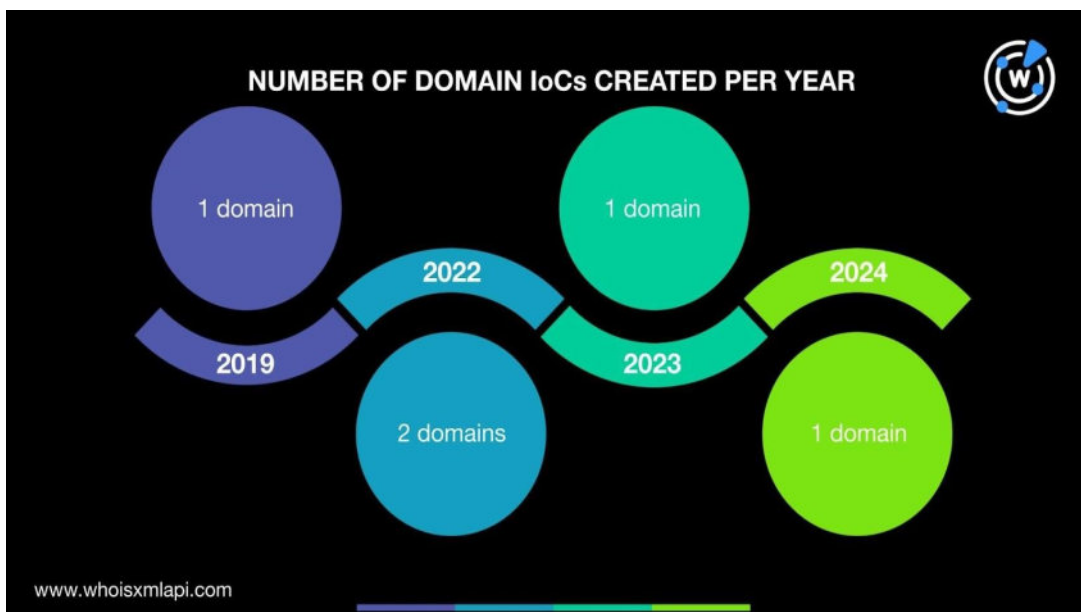 NUMBER OF DOMAIN IoCs CREATED PER YEAR
W
1 domain
2019
2022
2 domains
1 domain
2023
2024
1 domain
www.whoisxmlapi.com